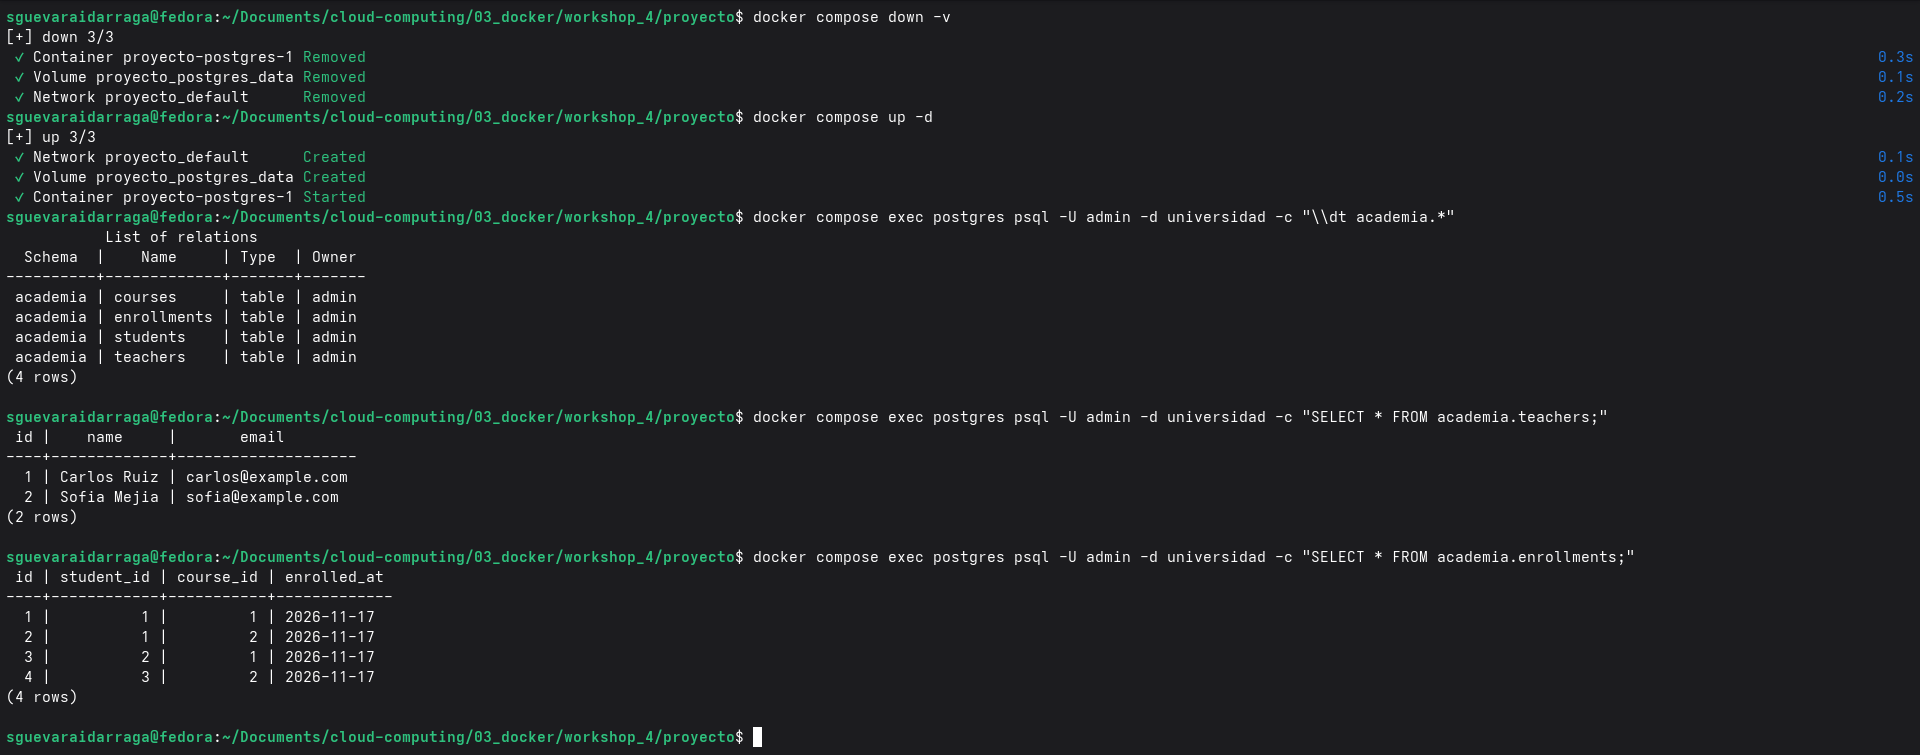 sguevaraidarraga@fedora:~/Documents/cloud-computing/03_docker/workshop_4/proyecto$ docker compose down -v
[+] down 3/3
 ✓ Container proyecto-postgres-1 Removed 0.3s
 ✓ Volume proyecto_postgres_data Removed 0.1s
 ✓ Network proyecto_default      Removed 0.2s
sguevaraidarraga@fedora:~/Documents/cloud-computing/03_docker/workshop_4/proyecto$ docker compose up -d
[+] up 3/3
 ✓ Network proyecto_default      Created 0.1s
 ✓ Volume proyecto_postgres_data Created 0.0s
 ✓ Container proyecto-postgres-1 Started 0.5s
sguevaraidarraga@fedora:~/Documents/cloud-computing/03_docker/workshop_4/proyecto$ docker compose exec postgres psql -U admin -d universidad -c "\\dt academia.*"
           List of relations
  Schema  |    Name     | Type  | Owner
----------+-------------+-------+-------
 academia | courses     | table | admin
 academia | enrollments | table | admin
 academia | students    | table | admin
 academia | teachers    | table | admin
(4 rows)

sguevaraidarraga@fedora:~/Documents/cloud-computing/03_docker/workshop_4/proyecto$ docker compose exec postgres psql -U admin -d universidad -c "SELECT * FROM academia.teachers;"
 id |    name     |       email
----+-------------+--------------------
  1 | Carlos Ruiz | carlos@example.com
  2 | Sofia Mejia | sofia@example.com
(2 rows)

sguevaraidarraga@fedora:~/Documents/cloud-computing/03_docker/workshop_4/proyecto$ docker compose exec postgres psql -U admin -d universidad -c "SELECT * FROM academia.enrollments;"
 id | student_id | course_id | enrolled_at
----+------------+-----------+-------------
  1 |          1 |         1 | 2026-11-17
  2 |          1 |         2 | 2026-11-17
  3 |          2 |         1 | 2026-11-17
  4 |          3 |         2 | 2026-11-17
(4 rows)

sguevaraidarraga@fedora:~/Documents/cloud-computing/03_docker/workshop_4/proyecto$